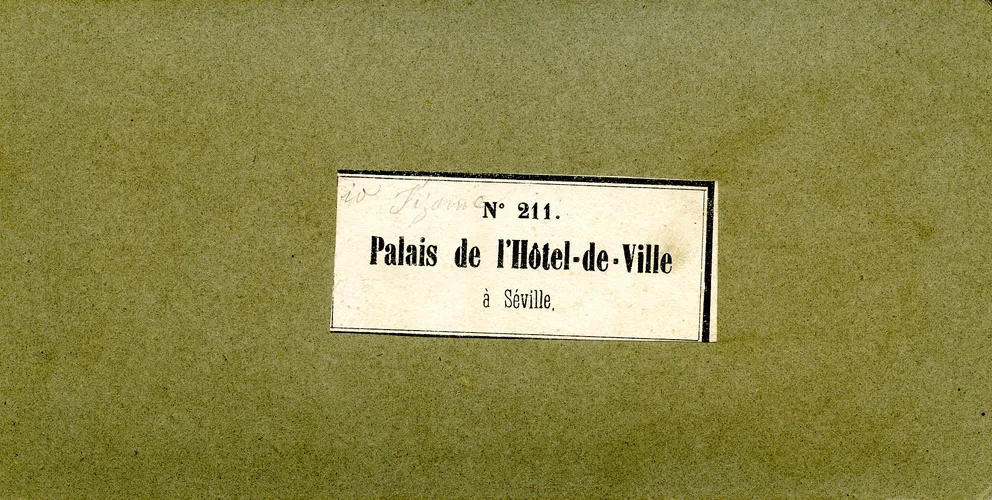 N° 211.
Palais de l'Hôtel-de-Ville
à Séville.